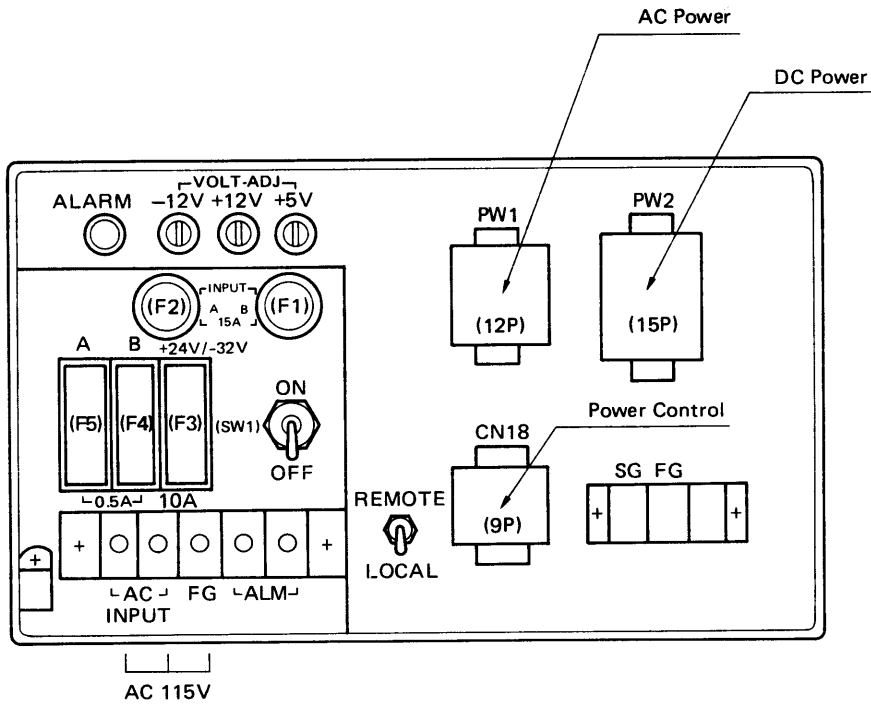 AC Power
DC Power
VOLT-ADJ
ALARM −12V +12V +5V
PW1
PW2
(F2) INPUT (F1)
A B
15A
(12P)
(15P)
A B +24V/-32V
ON
(F5) (F4) (F3) (SW1)
OFF
Power Control
CN18
SG FG
0.5A 10A
REMOTE
(9P)
+ +
+ +
+
LOCAL
AC FG ALM
INPUT
AC 115V